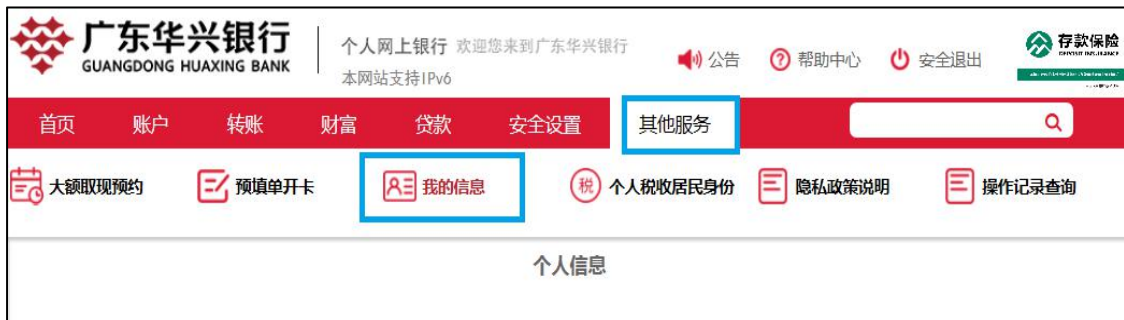 广东华兴银行
GUANGDONG HUAXING BANK
个人网上银行 欢迎您来到广东华兴银行
本网站支持IPv6
公告 帮助中心 安全退出
存款保险
DEPOSIT INSURANCE
首页 账户 转账 财富 贷款 安全设置 其他服务
大额取现预约 预填单开卡 我的信息 税 个人税收居民身份 隐私政策说明 操作记录查询
个人信息